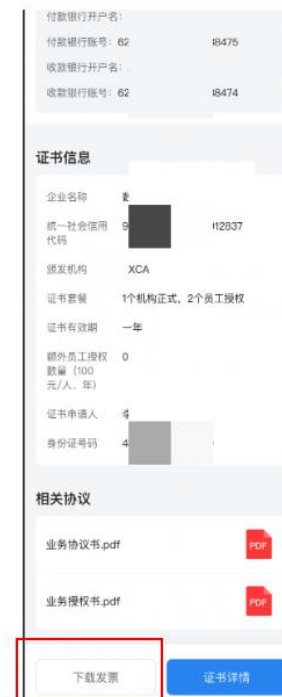 付款银行开户名：
付款银行账号：62 8475
收款银行开户名：
收款银行账号：62 8474
证书信息
企业名称
统一社会信用 9 12837
代码
颁发机构 XCA
证书套餐 1个机构正式，2个员工授权
证书有效期 一年
额外员工授权 0
数量（100
元/人、年）
证书申请人
身份证号码 4
相关协议
业务协议书.pdf PDF
业务授权书.pdf PDF
下载发票 证书详情